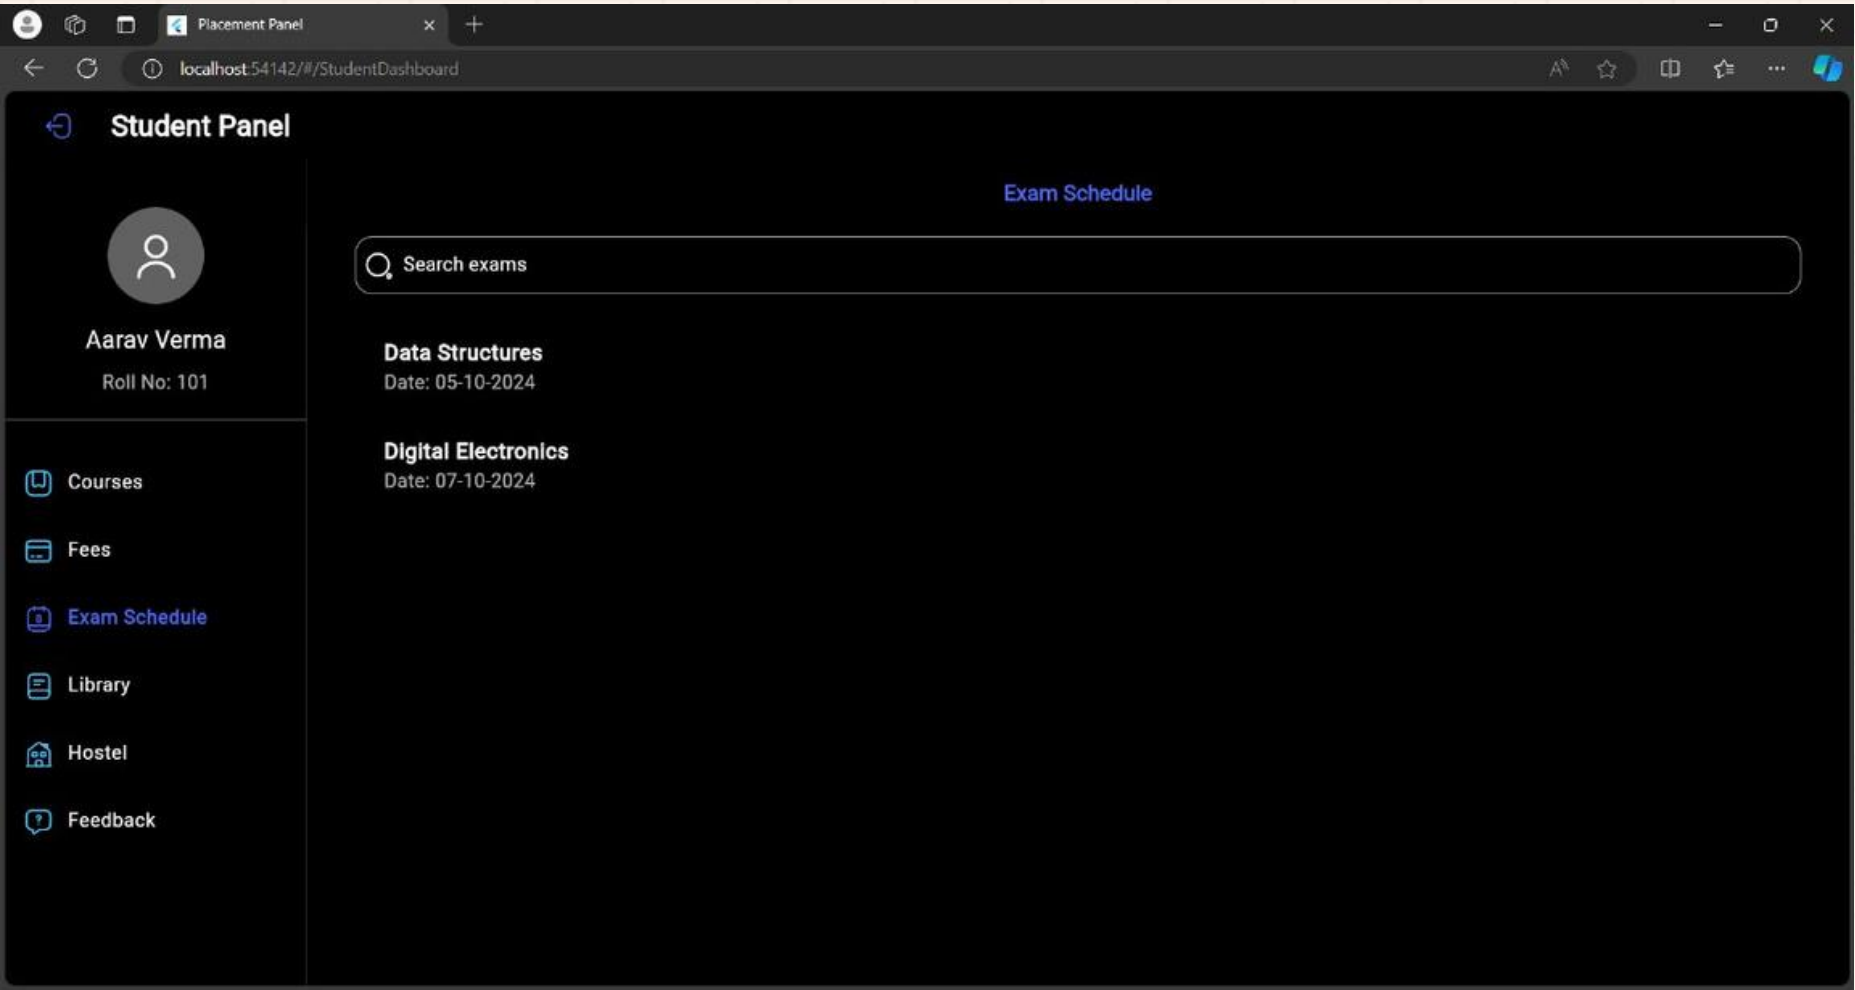 Placement Panel
localhost:54142/#/StudentDashboard
Student Panel
Aarav Verma
Roll No: 101
Courses
Fees
Exam Schedule
Library
Hostel
Feedback
Exam Schedule
Search exams
Data Structures
Date: 05-10-2024
Digital Electronics
Date: 07-10-2024